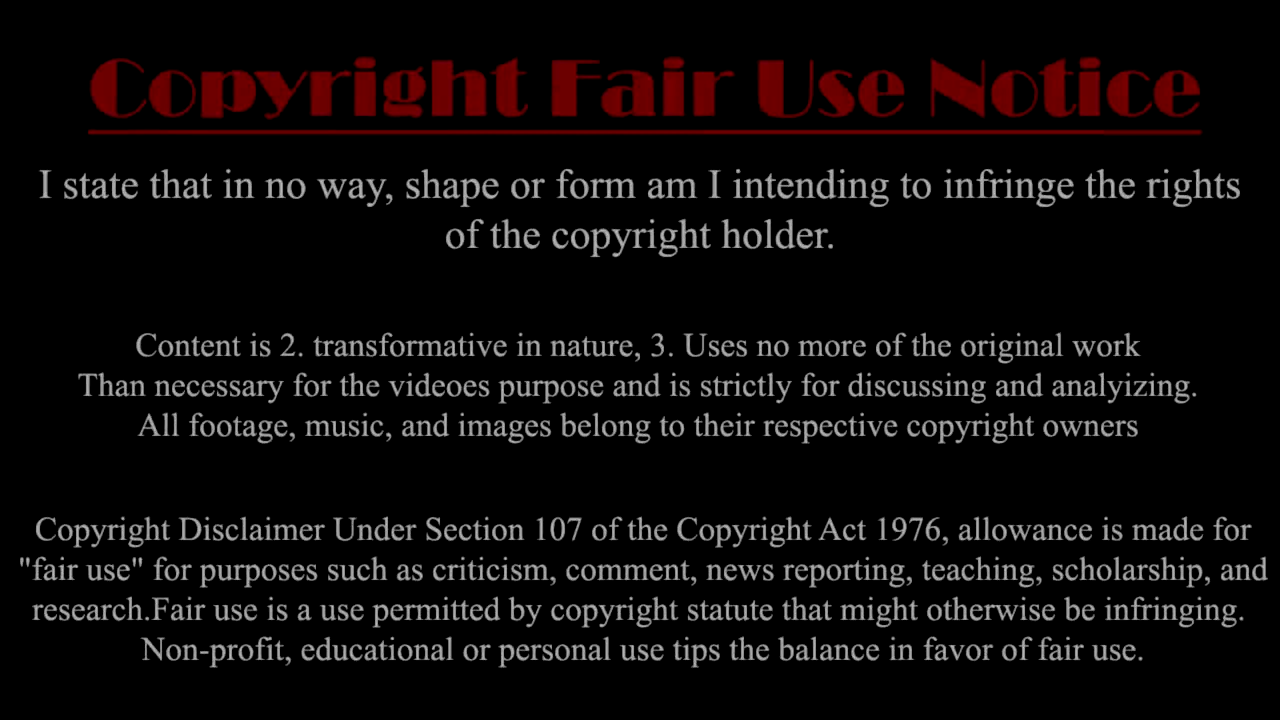 Copyright Fair Use Notice
I state that in no way, shape or form am I intending to infringe the rights
of the copyright holder.
Content is 2. transformative in nature, 3. Uses no more of the original work
Than necessary for the videoes purpose and is strictly for discussing and analyizing.
All footage, music, and images belong to their respective copyright owners
Copyright Disclaimer Under Section 107 of the Copyright Act 1976, allowance is made for
"fair use" for purposes such as criticism, comment, news reporting, teaching, scholarship, and
research.Fair use is a use permitted by copyright statute that might otherwise be infringing.
Non-profit, educational or personal use tips the balance in favor of fair use.